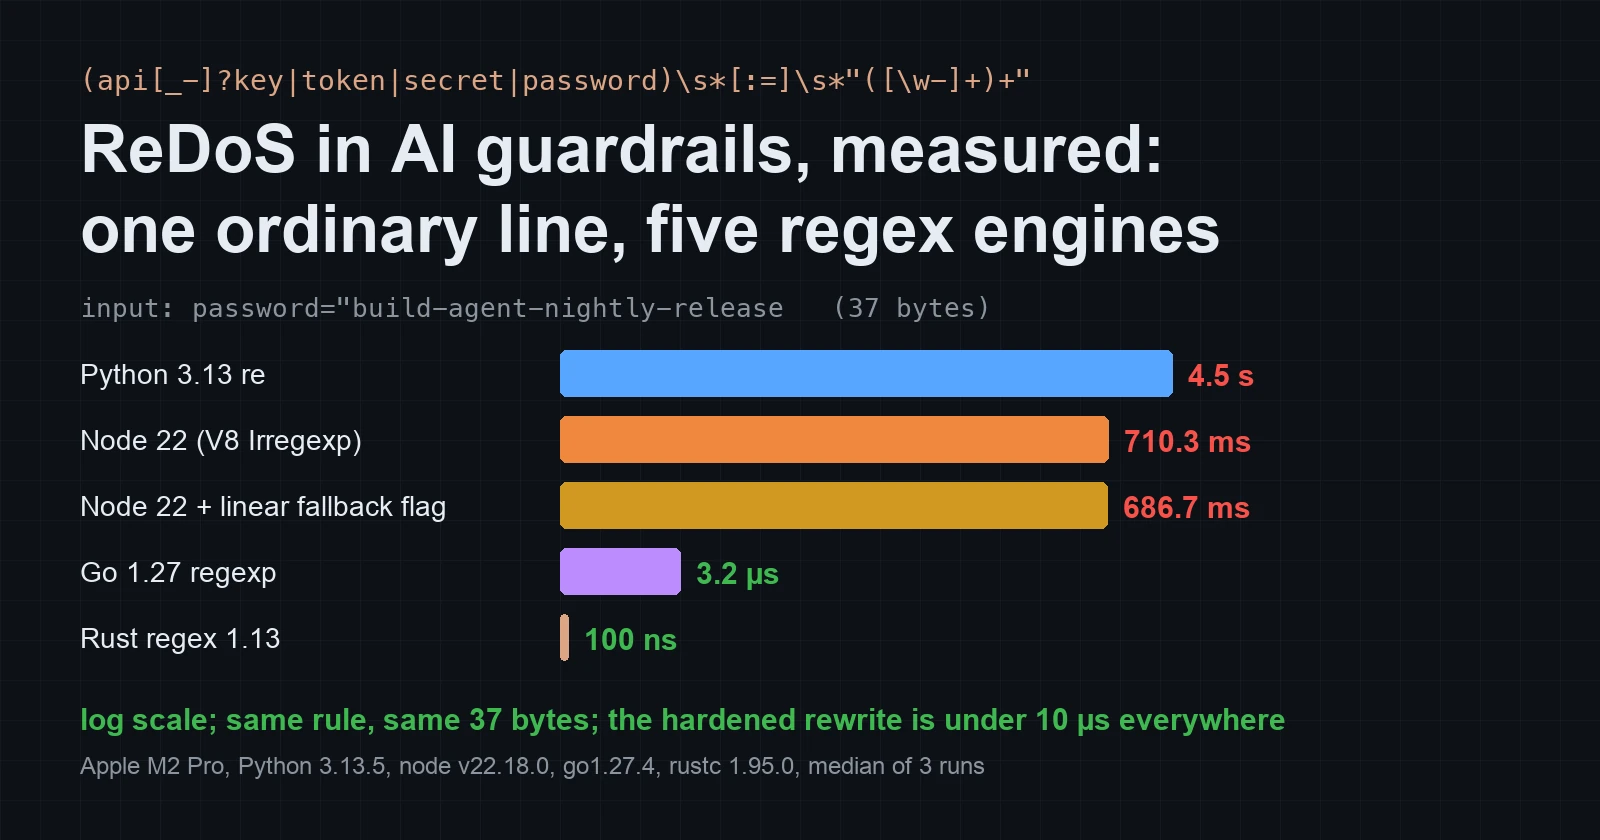 (api[_-]?key|token|secret|password)\s*[:=]\s*"([\w-]+)+"
ReDoS in AI guardrails, measured:
one ordinary line, five regex engines
input: password="build-agent-nightly-release (37 bytes)
Python 3.13 re 4.5 s
Node 22 (V8 Irregexp) 710.3 ms
Node 22 + linear fallback flag 686.7 ms
Go 1.27 regexp 3.2 µs
Rust regex 1.13 100 ns
log scale; same rule, same 37 bytes; the hardened rewrite is under 10 µs everywhere
Apple M2 Pro, Python 3.13.5, node v22.18.0, go1.27.4, rustc 1.95.0, median of 3 runs